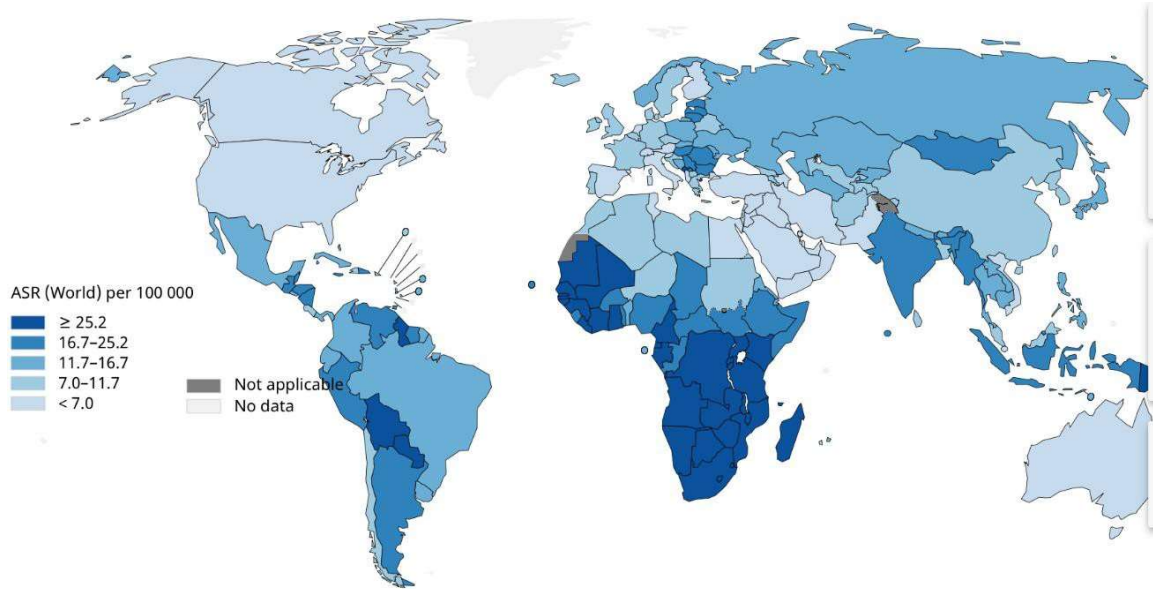 ASR (World) per 100 000
≥ 25.2
16.7–25.2
11.7–16.7
7.0–11.7
< 7.0
Not applicable
No data